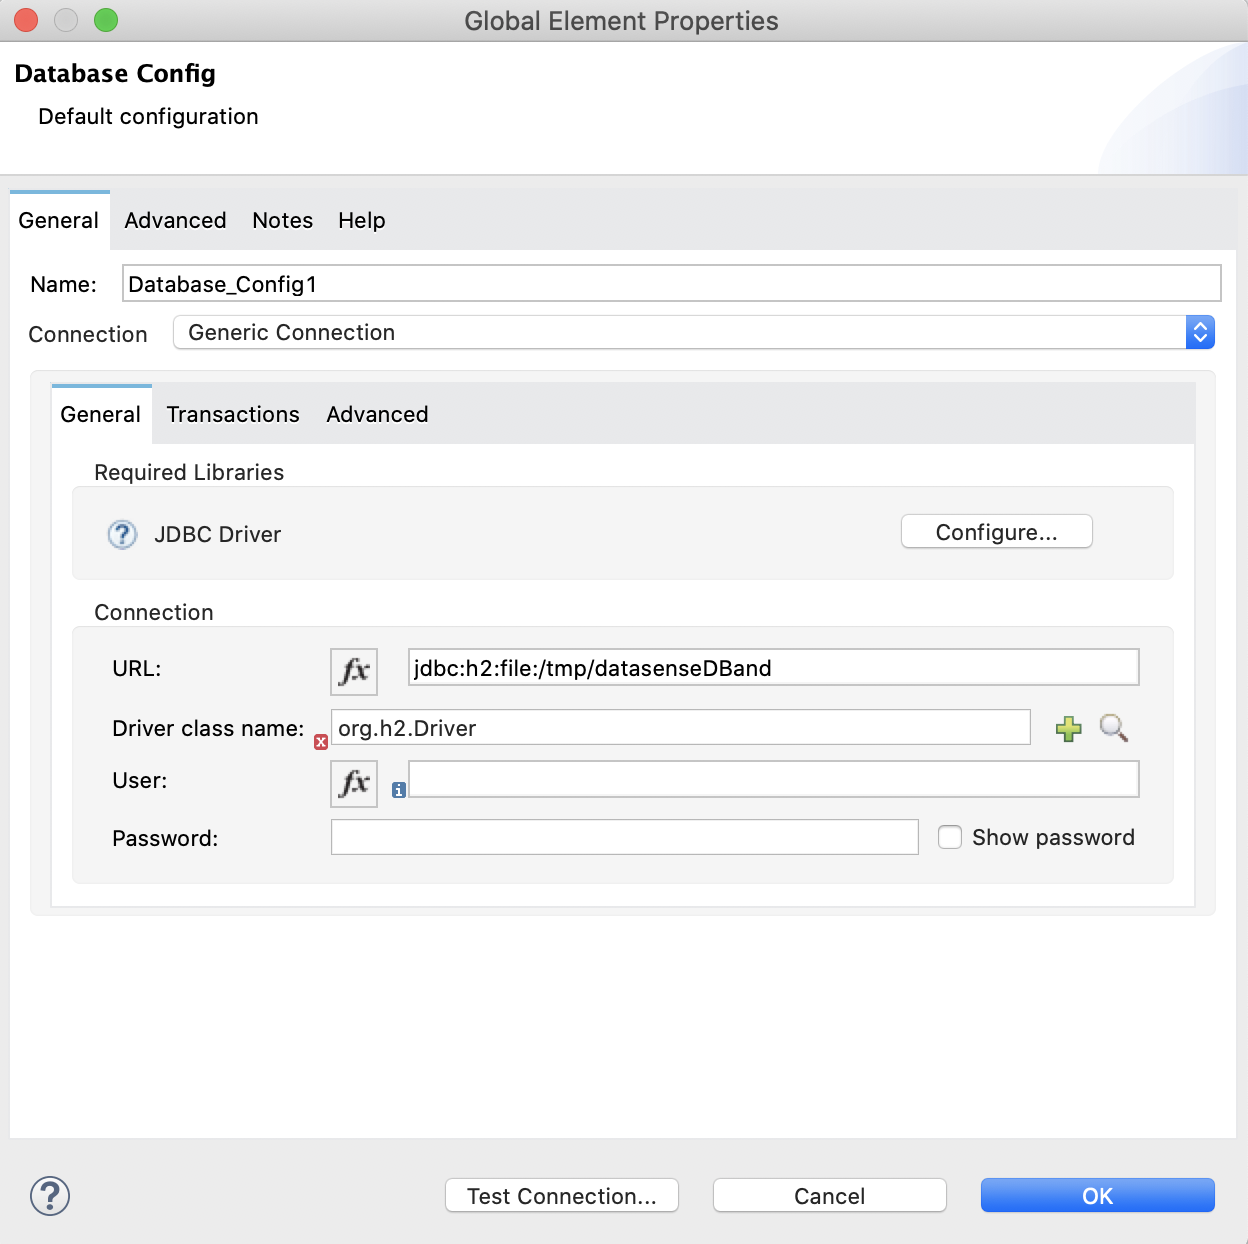 Global Element Properties
Database Config
Default configuration
General Advanced Notes Help
Name: Database_Config1
Connection Generic Connection
General Transactions Advanced
Required Libraries
? JDBC Driver Configure...
Connection
URL: fx jdbc:h2:file:/tmp/datasenseDBand
Driver class name: x org.h2.Driver
User: fx i
Password: Show password
? Test Connection... Cancel OK